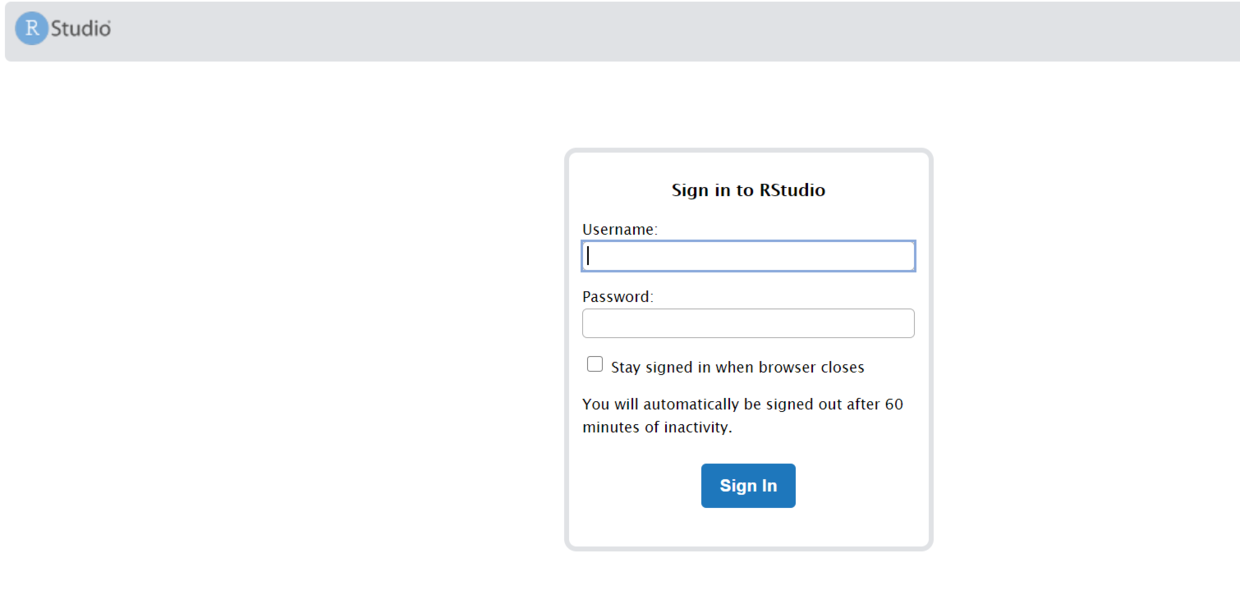 R Studio
Sign in to RStudio
Username:
Password:
Stay signed in when browser closes
You will automatically be signed out after 60
minutes of inactivity.
Sign In